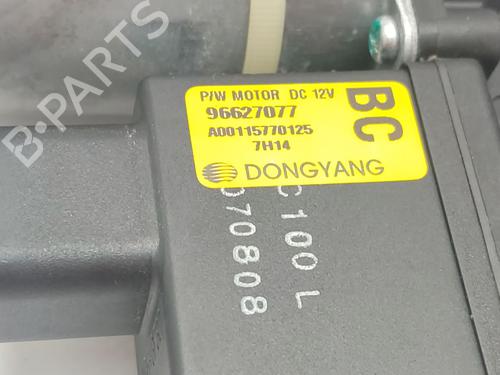 P/W MOTOR DC 12V
96627077
A00115770125
7H14
BC
DONGYANG
C100 L
070808
B-PARTS